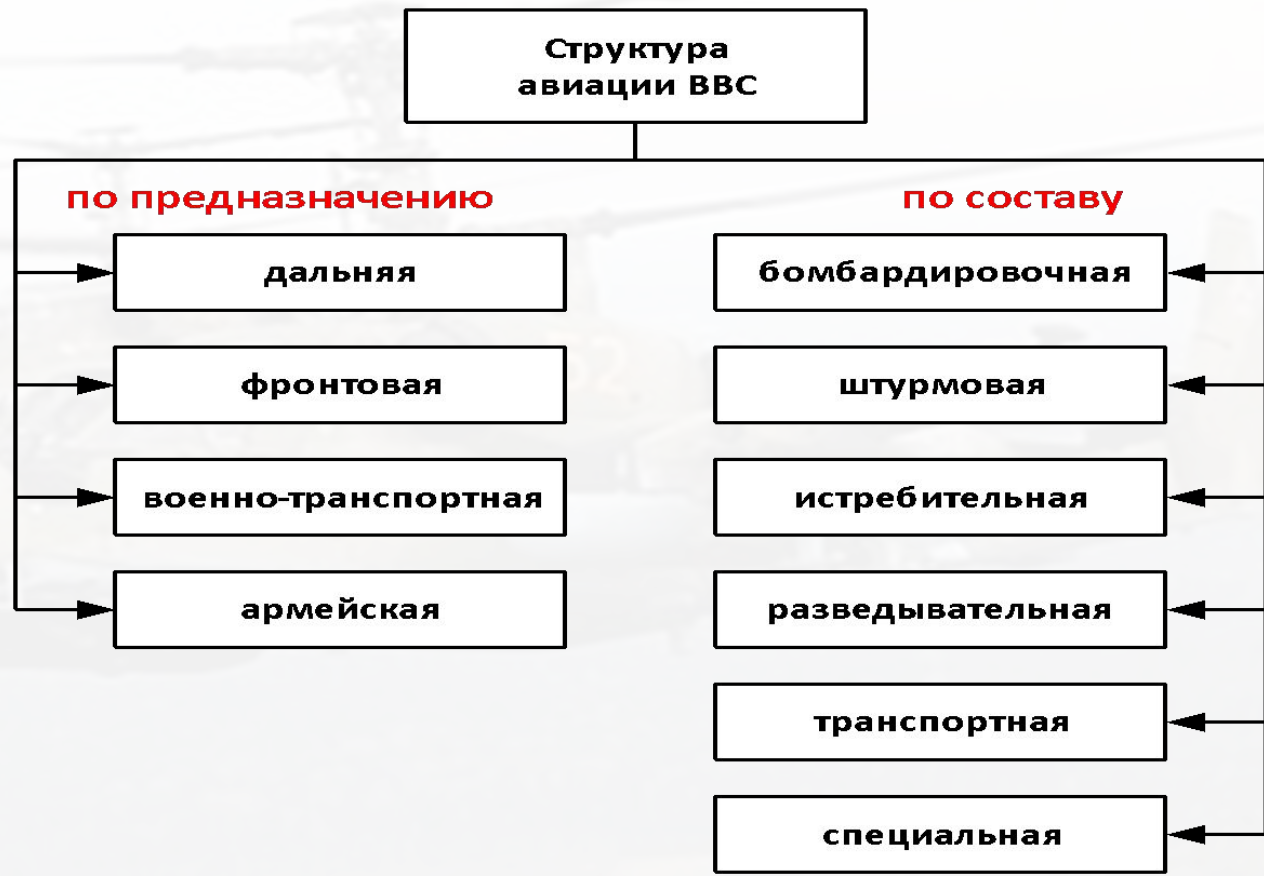 Структура
авиации ВВС
по предназначению
дальняя
фронтовая
военно-транспортная
армейская
по составу
бомбардировочная
штурмовая
истребительная
разведывательная
транспортная
специальная